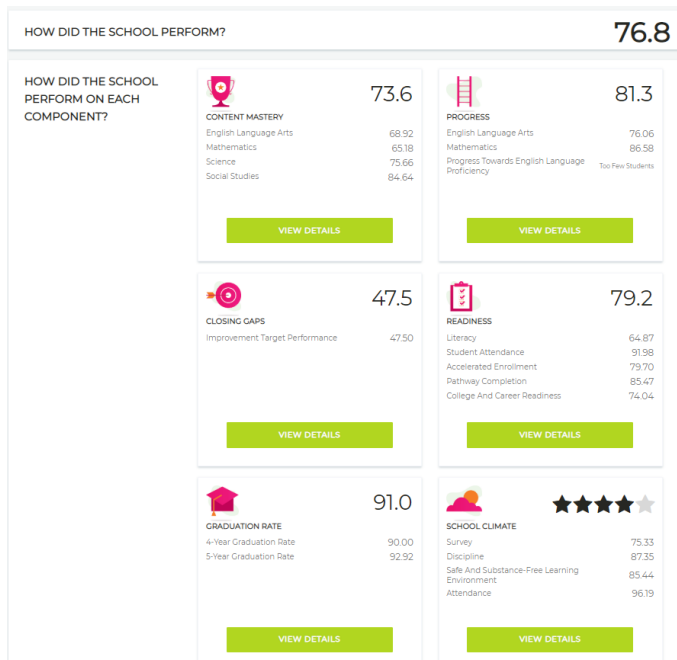 HOW DID THE SCHOOL PERFORM?
76.8
HOW DID THE SCHOOL
PERFORM ON EACH
COMPONENT?
73.6
CONTENT MASTERY
English Language Arts 68.92
Mathematics 65.18
Science 75.66
Social Studies 84.64
VIEW DETAILS
81.3
PROGRESS
English Language Arts 76.06
Mathematics 86.58
Progress Towards English Language
Proficiency
Too Few Students
VIEW DETAILS
47.5
CLOSING GAPS
Improvement Target Performance 47.50
VIEW DETAILS
79.2
READINESS
Literacy 64.87
Student Attendance 91.98
Accelerated Enrollment 79.70
Pathway Completion 85.47
College And Career Readiness 74.04
VIEW DETAILS
91.0
GRADUATION RATE
4-Year Graduation Rate 90.00
5-Year Graduation Rate 92.92
VIEW DETAILS
SCHOOL CLIMATE
Survey 75.33
Discipline 87.35
Safe And Substance-Free Learning
Environment
85.44
Attendance 96.19
VIEW DETAILS